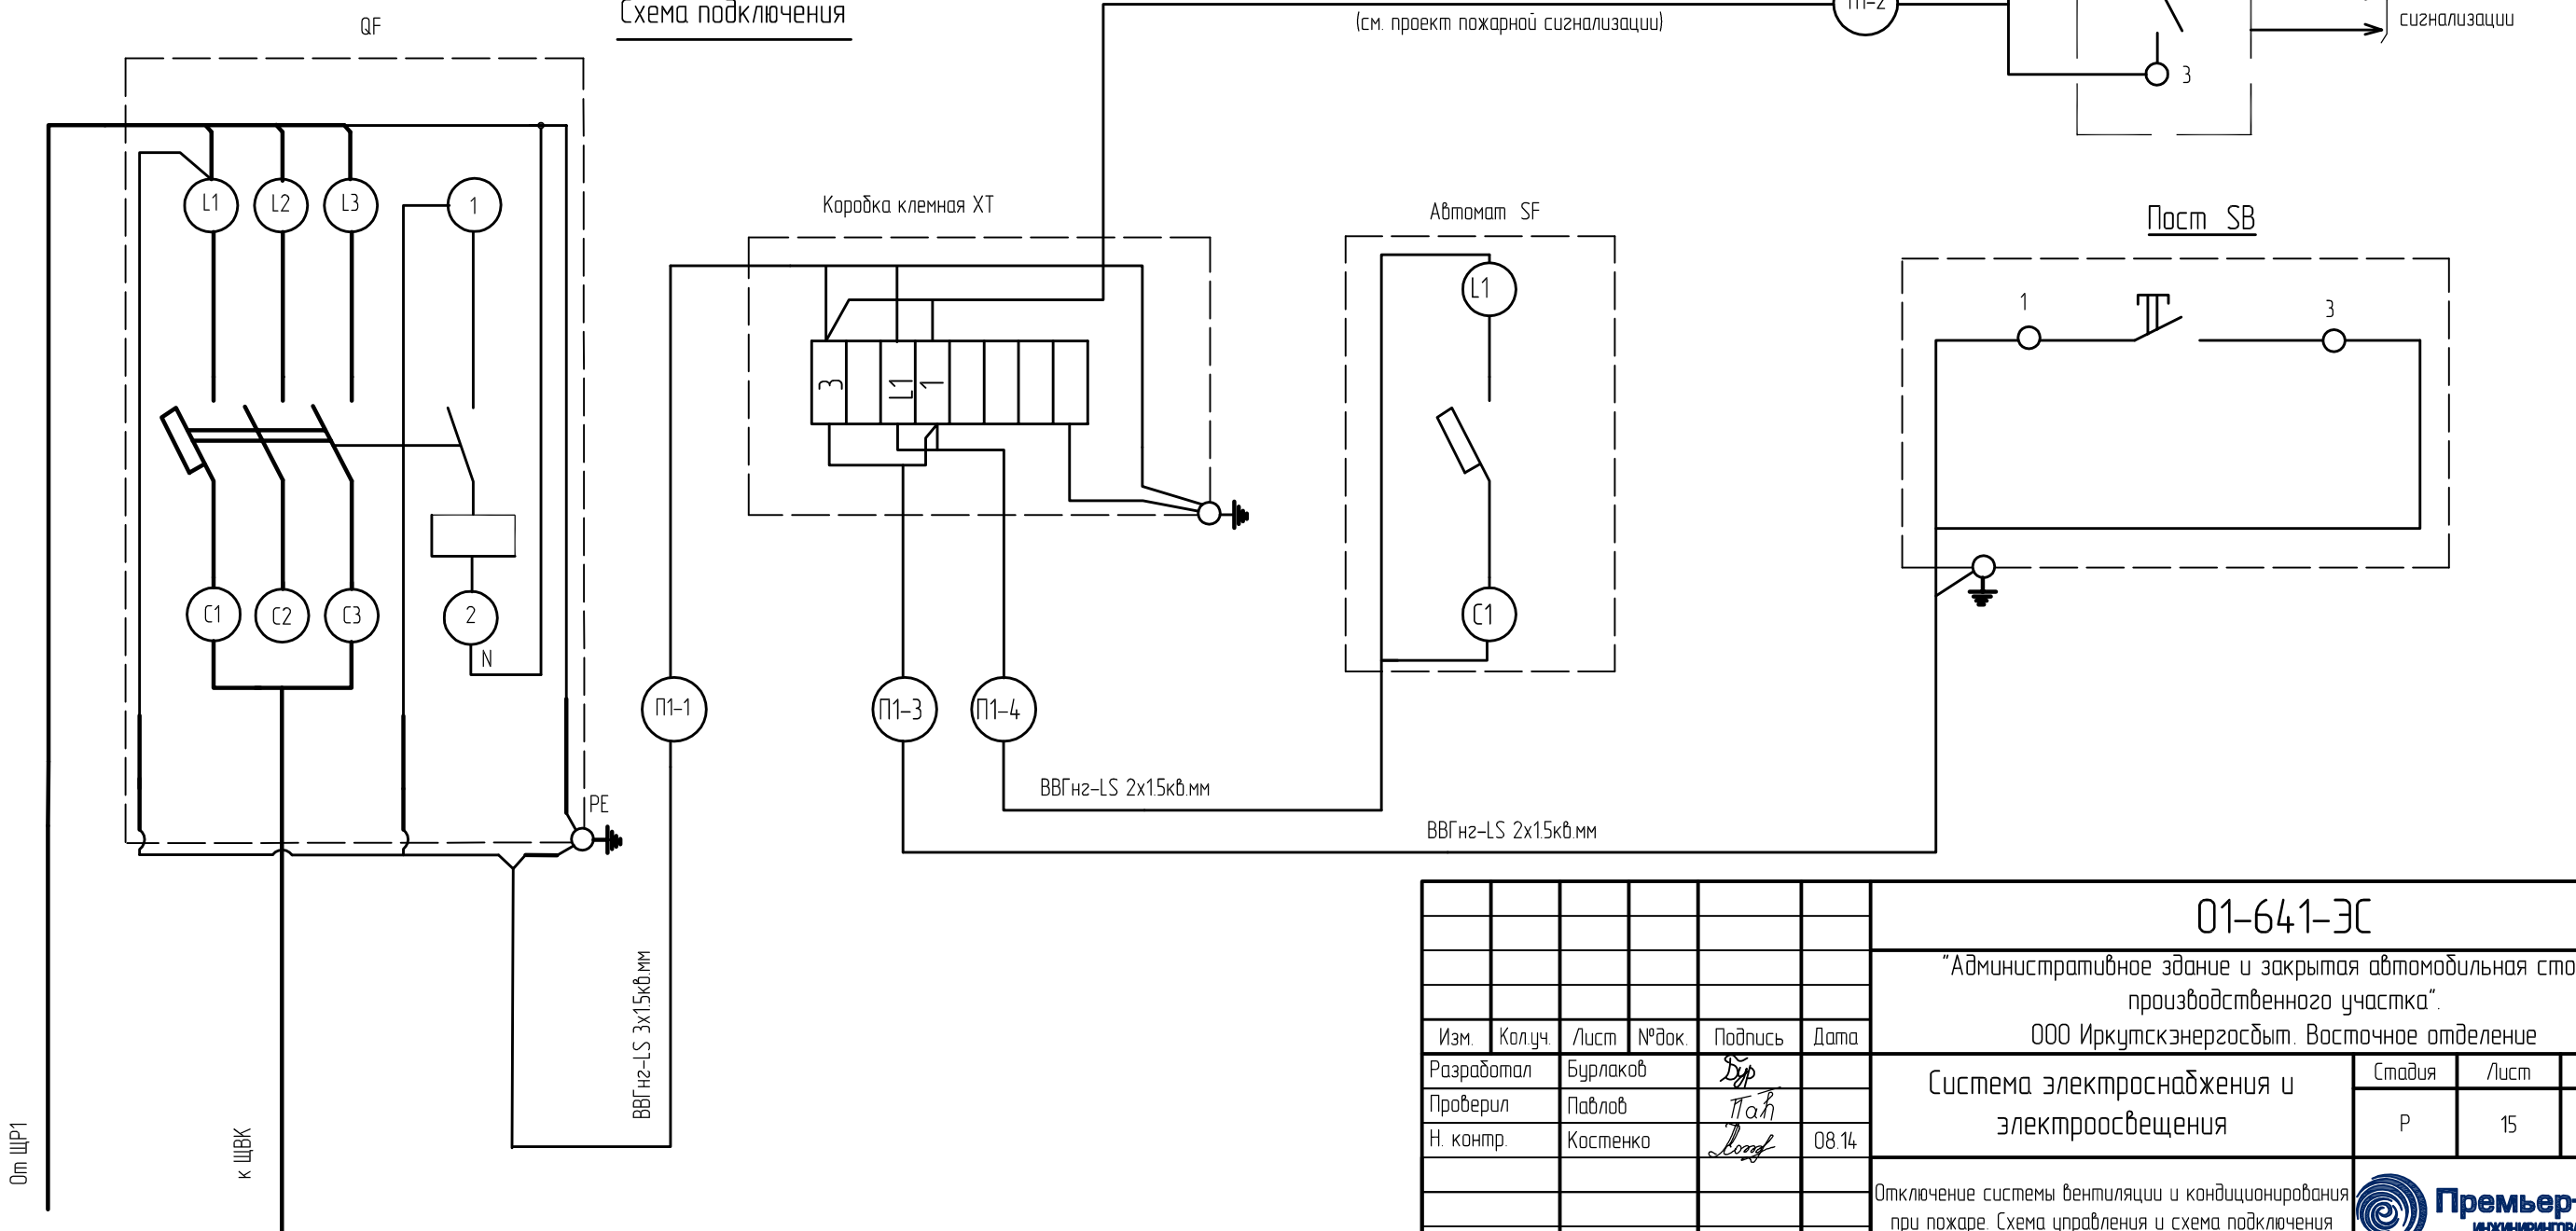 Схема подключения
QF
(см. проект пожарной сигнализации)
П1-2
сигнализации
3
L1
L2
L3
1
Коробка клемная XT
Автомат SF
Пост SB
L1
1
3
3
L1
1
C1
C2
C3
2
N
C1
П1-1
П1-3
П1-4
PE
ВВГнг-LS 2х1.5кв.мм
ВВГнг-LS 2х1.5кв.мм
ВВГнг-LS 3х1.5кв.мм
От ЩР1
к ЩВК
01-641-ЭС
"Административное здание и закрытая автомобильная сто
производственного участка".
ООО Иркутскэнергосбыт. Восточное отделение
Изм. Кол.уч. Лист №док. Подпись Дата
Разработал Бурлаков Бур
Проверил Павлов Пав
Н. контр. Костенко 08.14
Система электроснабжения и
электроосвещения
Стадия Лист
Р 15
Отключение системы вентиляции и кондиционирования
при пожаре. Схема управления и схема подключения
Премьер-